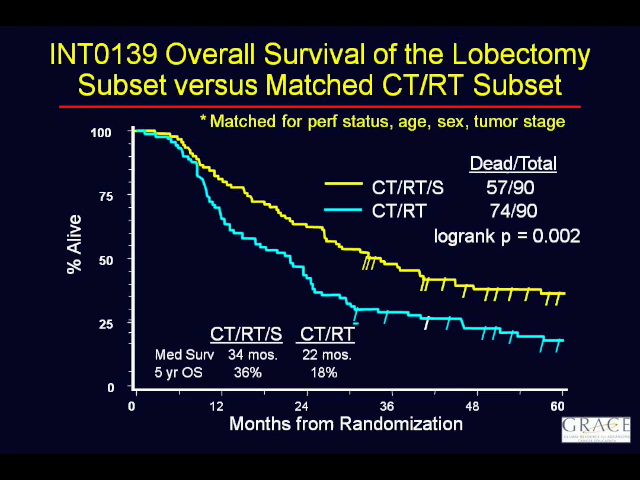 INT0139 Overall Survival of the Lobectomy
Subset versus Matched CT/RT Subset
* Matched for perf status, age, sex, tumor stage
Dead/Total
CT/RT/S 57/90
CT/RT 74/90
logrank p = 0.002
% Alive
100
75
50
25
0
CT/RT/S CT/RT
Med Surv 34 mos. 22 mos.
5 yr OS 36% 18%
0 12 24 36 48 60
Months from Randomization
GRACE